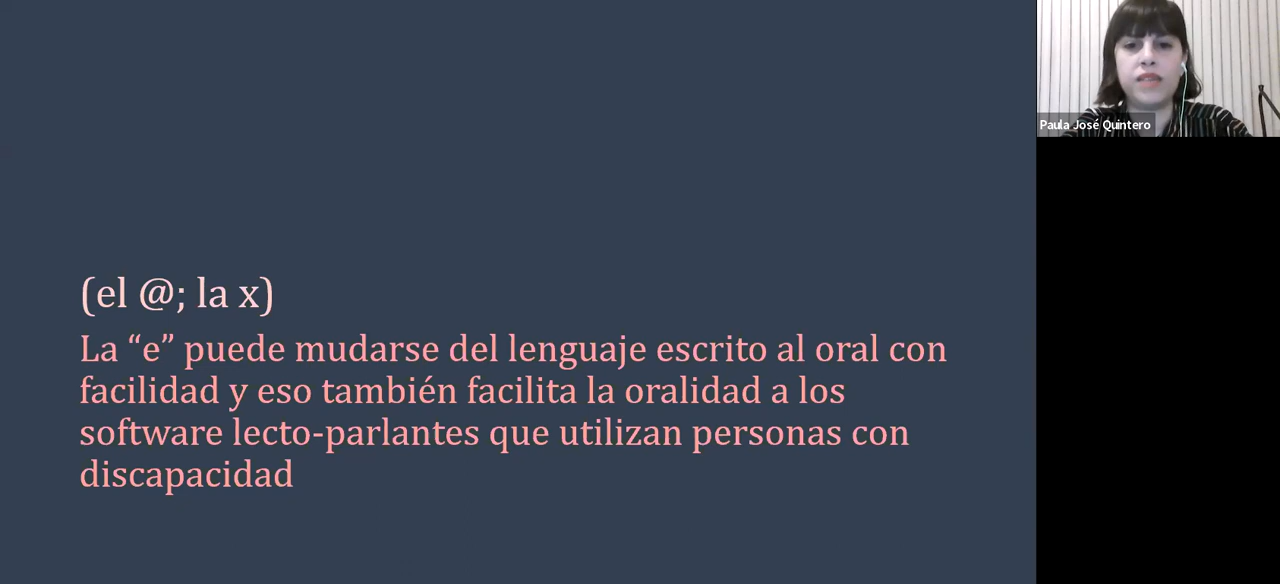 Paula José Quintero
(el @; la x)
La “e” puede mudarse del lenguaje escrito al oral con
facilidad y eso también facilita la oralidad a los
software lecto-parlantes que utilizan personas con
discapacidad